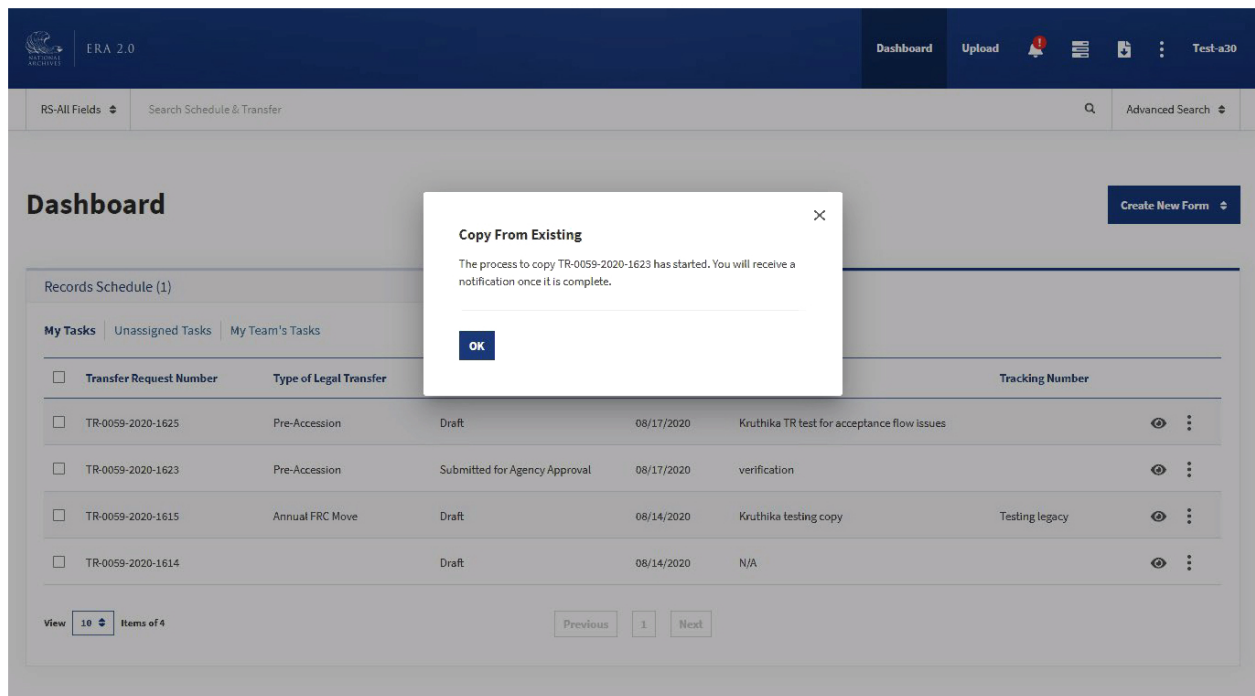 NATIONAL
ARCHIVES
ERA 2.0
Dashboard
Upload
!
Test-a30
RS-All Fields
Search Schedule & Transfer
Advanced Search
Dashboard
Create New Form
Copy From Existing
The process to copy TR-0059-2020-1623 has started. You will receive a
notification once it is complete.
OK
Records Schedule (1)
My Tasks Unassigned Tasks My Team's Tasks
Transfer Request Number Type of Legal Transfer Tracking Number
TR-0059-2020-1625 Pre-Accession Draft 08/17/2020 Kruthika TR test for acceptance flow issues
TR-0059-2020-1623 Pre-Accession Submitted for Agency Approval 08/17/2020 verification
TR-0059-2020-1615 Annual FRC Move Draft 08/14/2020 Kruthika testing copy Testing legacy
TR-0059-2020-1614 Draft 08/14/2020 N/A
View 10 Items of 4 Previous 1 Next